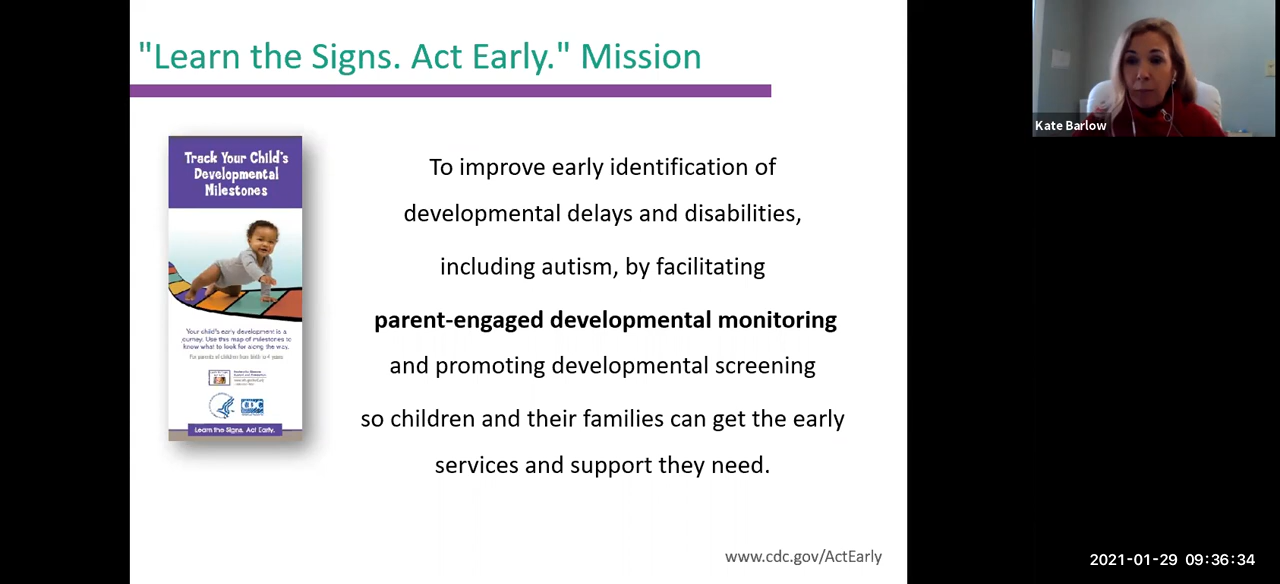 "Learn the Signs. Act Early." Mission
Track Your Child's
Developmental
Milestones
Your child's early development is a
journey. Use this map of milestones to
know what to look for along the way.
For parents of children from birth to 4 years
CDC
Learn the Signs. Act Early.
To improve early identification of
developmental delays and disabilities,
including autism, by facilitating
parent-engaged developmental monitoring
and promoting developmental screening
so children and their families can get the early
services and support they need.
www.cdc.gov/ActEarly
Kate Barlow
2021-01-29 09:36:34